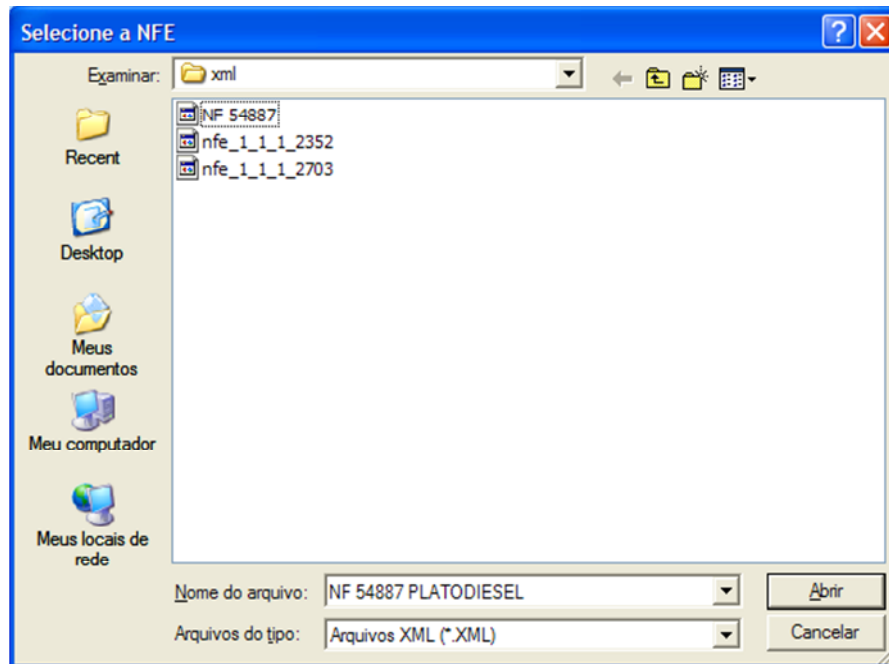 Selecione a NFE
Examinar: xml
Recent
Desktop
Meus
documentos
Meu computador
Meus locais de
rede
NF 54887
nfe_1_1_1_2352
nfe_1_1_1_2703
Nome do arquivo: NF 54887 PLATODIESEL Abrir
Arquivos do tipo: Arquivos XML (*.XML) Cancelar